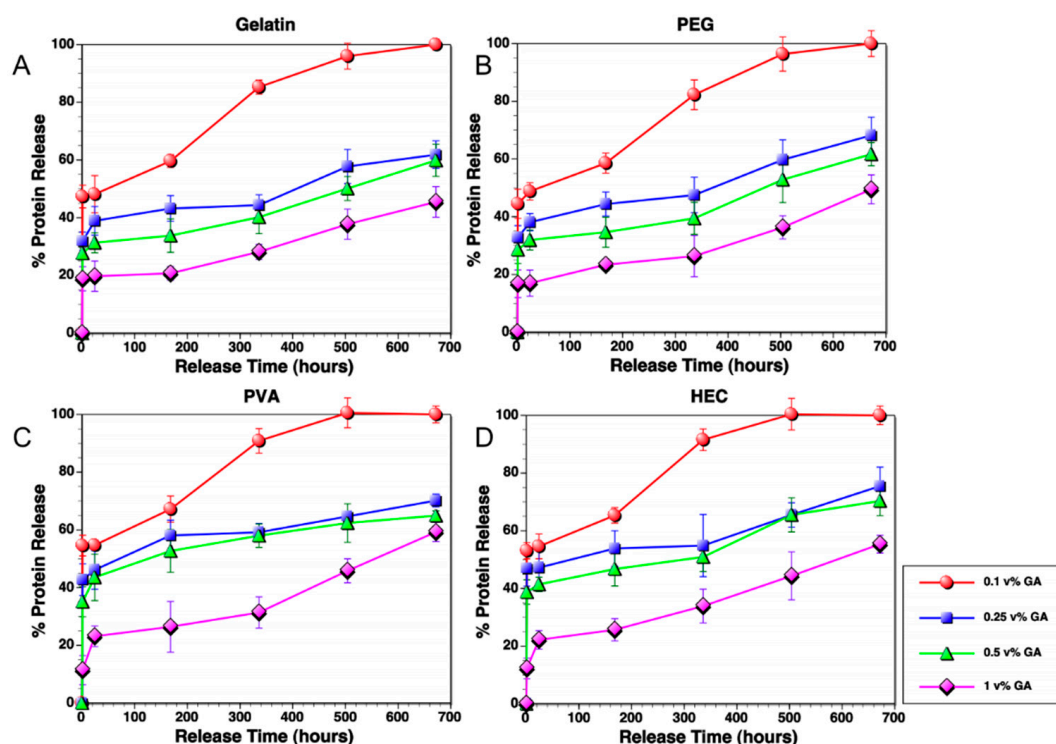 Gelatin
PEG
A
B
100
80
60
40
20
0
% Protein Release
0 100 200 300 400 500 600 700
Release Time (hours)
100
80
60
40
20
0
% Protein Release
0 100 200 300 400 500 600 700
Release Time (hours)
PVA
HEC
C
D
100
80
60
40
20
0
% Protein Release
0 100 200 300 400 500 600 700
Release Time (hours)
100
80
60
40
20
0
% Protein Release
0 100 200 300 400 500 600 700
Release Time (hours)
0.1 v% GA
0.25 v% GA
0.5 v% GA
1 v% GA